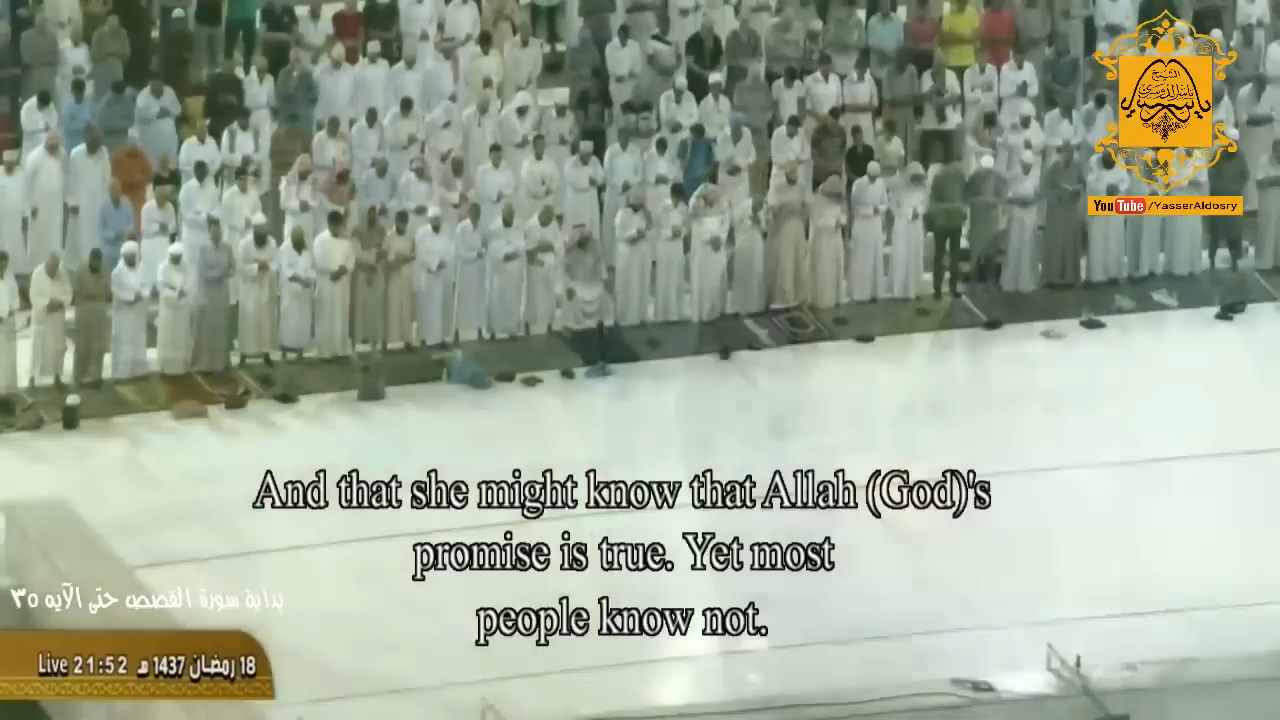 YouTube /YasserAldosry
And that she might know that Allah (God)'s
promise is true. Yet most
people know not.
بداية سورة القصص حتى الآيه ٣٥
Live 21:52 18 رمضان 1437 هـ